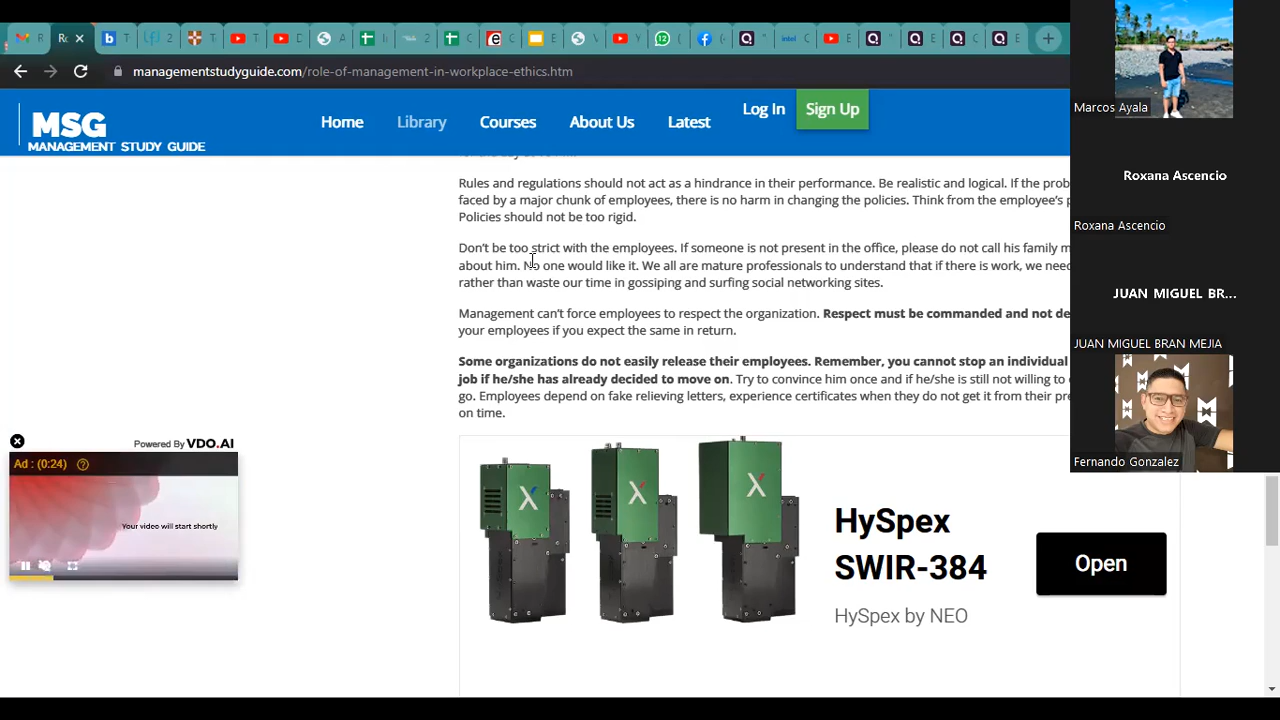 managementstudyguide.com/role-of-management-in-workplace-ethics.htm
MSG
MANAGEMENT STUDY GUIDE
Home
Library
Courses
About Us
Latest
Log In
Sign Up
Rules and regulations should not act as a hindrance in their performance. Be realistic and logical. If the prob
faced by a major chunk of employees, there is no harm in changing the policies. Think from the employee's p
Policies should not be too rigid.
Don't be too strict with the employees. If someone is not present in the office, please do not call his family m
about him. No one would like it. We all are mature professionals to understand that if there is work, we need
rather than waste our time in gossiping and surfing social networking sites.
Management can't force employees to respect the organization. Respect must be commanded and not de
your employees if you expect the same in return.
Some organizations do not easily release their employees. Remember, you cannot stop an individual
job if he/she has already decided to move on. Try to convince him once and if he/she is still not willing to
go. Employees depend on fake relieving letters, experience certificates when they do not get it from their pre
on time.
Powered By VDO.AI
Ad : (0:24)
Your video will start shortly
X
X
X
HySpex
SWIR-384
HySpex by NEO
Open
Marcos Ayala
Roxana Ascencio
Roxana Ascencio
JUAN MIGUEL BR...
JUAN MIGUEL BRAN MEJIA
Fernando Gonzalez